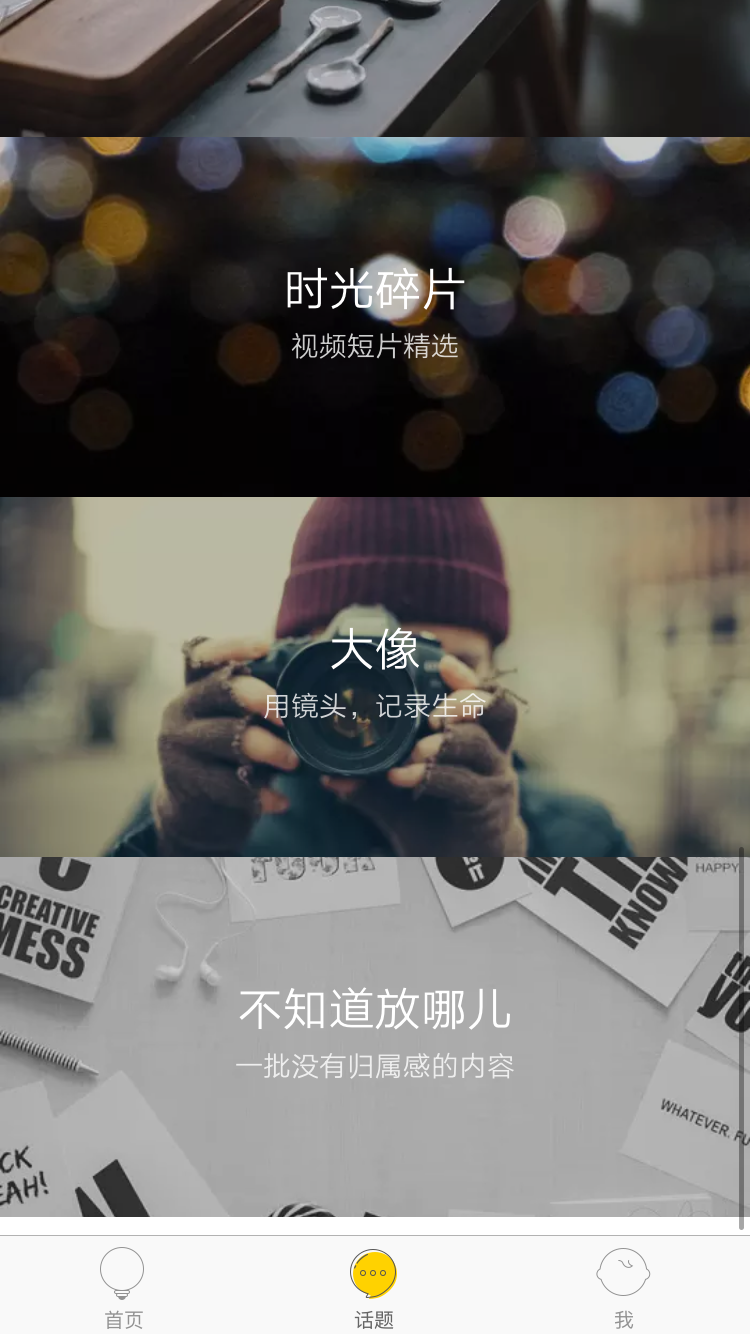 时光碎片
视频短片精选
大像
用镜头，记录生命
CREATIVE
MESS
KNOW
HAPPY
不知道放哪儿
一批没有归属感的内容
WHATEVER.
首页
话题
我